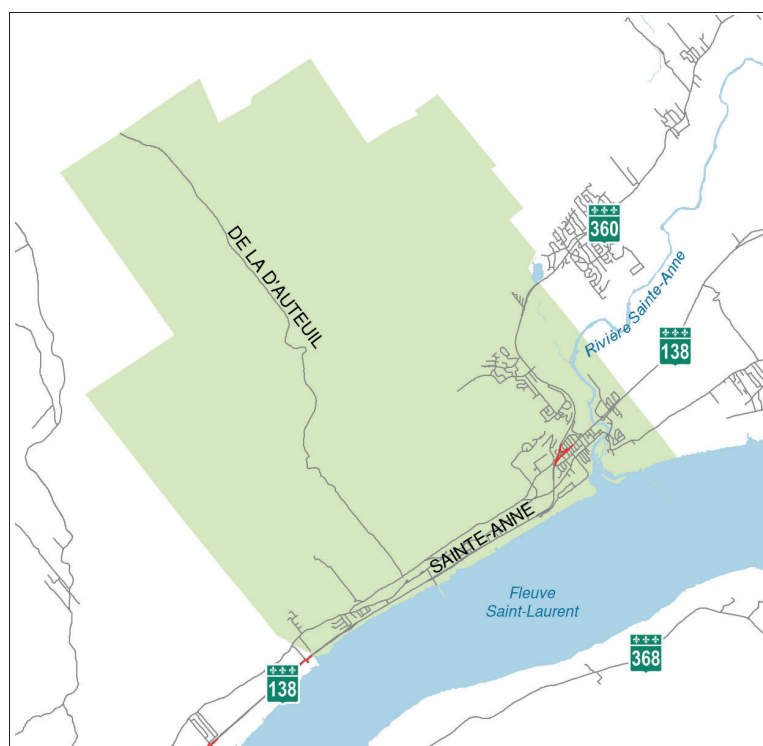 360
DE LA D'AUTEUIL
Rivière Sainte-Anne
138
SAINTE-ANNE
Fleuve
Saint-Laurent
368
138